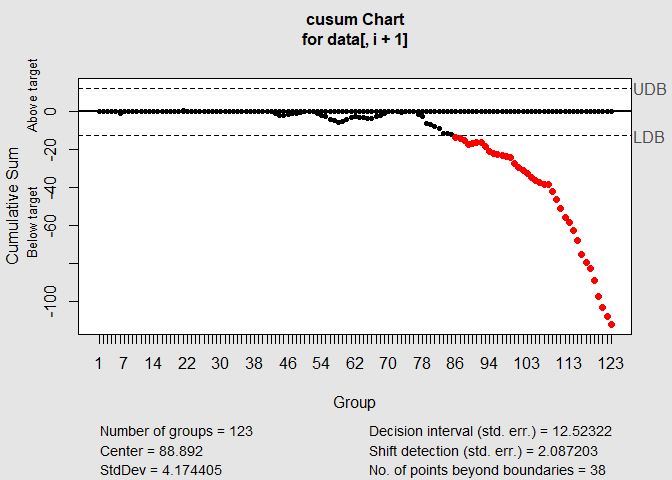 cusum Chart
for data[, i + 1]
Cumulative Sum
Above target
Below target
0
-20
-40
-60
-100
UDB
LDB
1 7 14 22 30 38 46 54 62 70 78 86 94 103 113 123
Group
Number of groups = 123
Center = 88.892
StdDev = 4.174405
Decision interval (std. err.) = 12.52322
Shift detection (std. err.) = 2.087203
No. of points beyond boundaries = 38